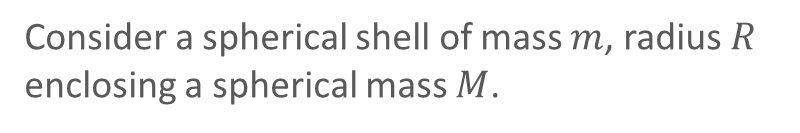 Consider a spherical shell of mass m, radius R
enclosing a spherical mass M.